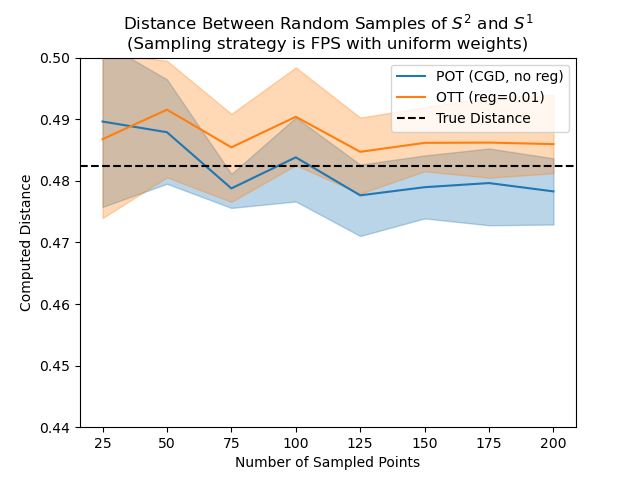 Distance Between Random Samples of $S^2$ and $S^1$
(Sampling strategy is FPS with uniform weights)
0.50
0.49
0.48
0.47
0.46
0.45
0.44
Computed Distance
POT (CGD, no reg)
OTT (reg=0.01)
True Distance
25 50 75 100 125 150 175 200
Number of Sampled Points